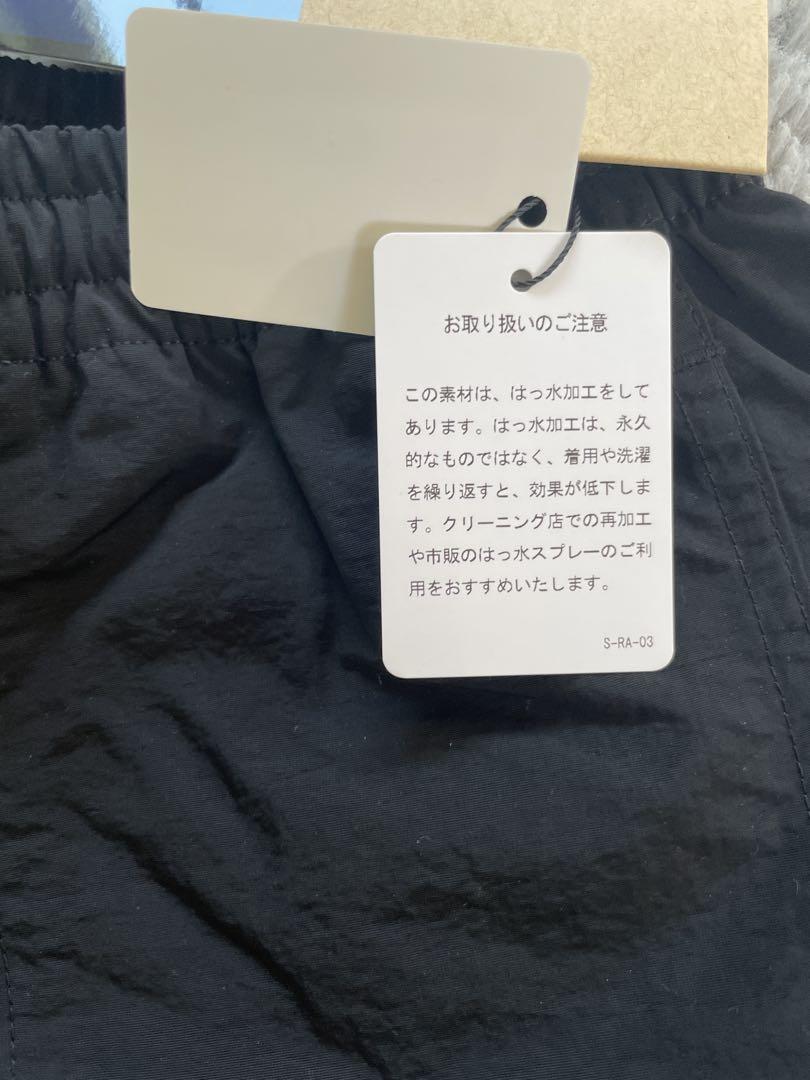 お取り扱いのご注意
この素材は、はっ水加工をして
あります。はっ水加工は、永久
的なものではなく、着用や洗濯
を繰り返すと、効果が低下しま
す。クリーニング店での再加工
や市販のはっ水スプレーのご利
用をおすすめいたします。
S-RA-03